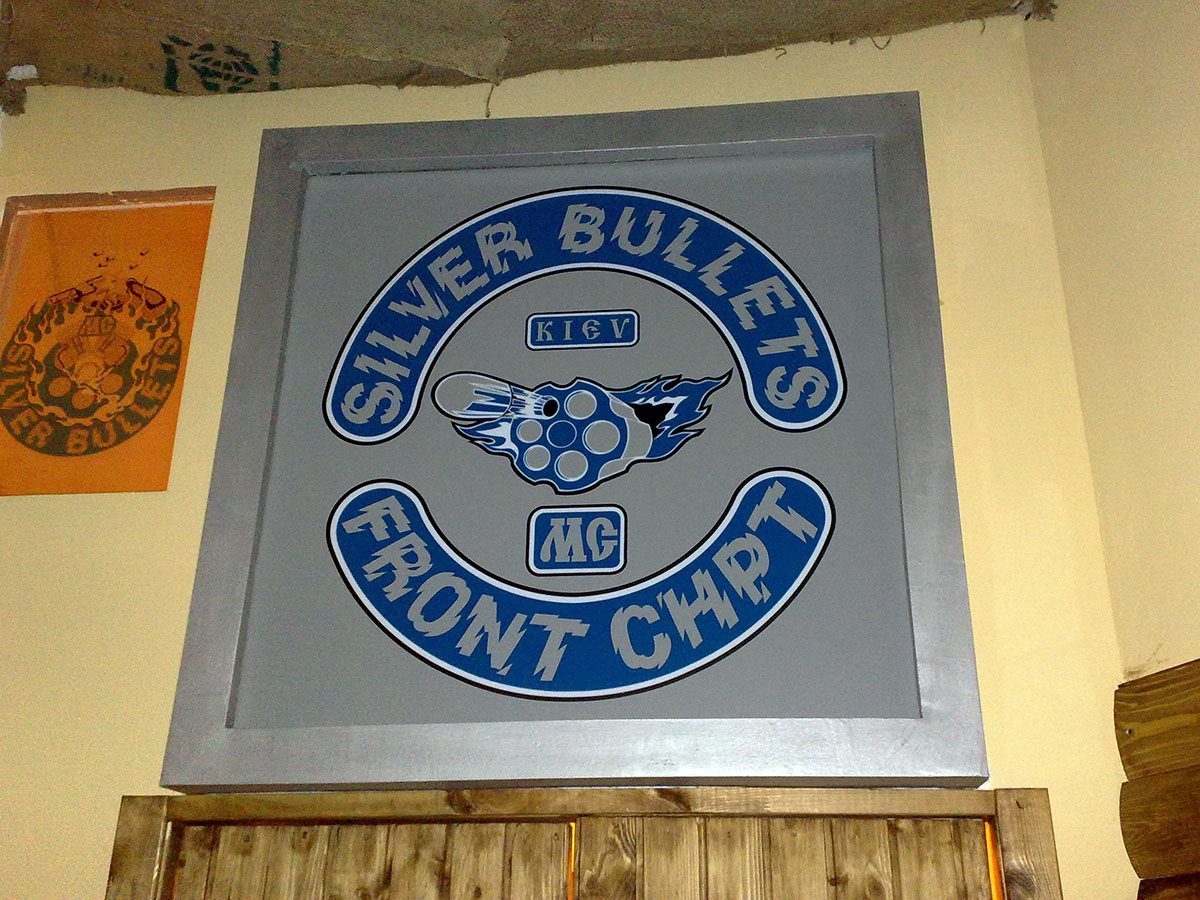 SILVER BULLETS
KIEV
MC
FRONT CHPT
MC
SILVER BULLETS